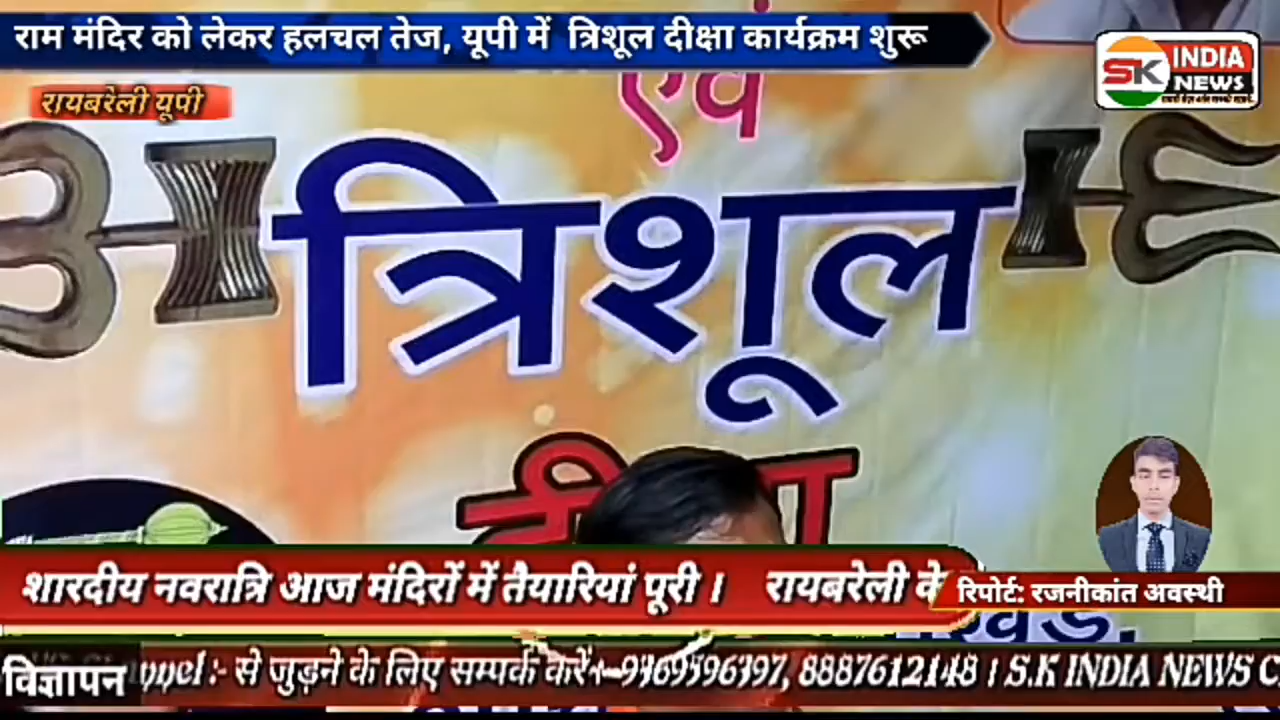 राम मंदिर को लेकर हलचल तेज, यूपी में त्रिशूल दीक्षा कार्यक्रम शुरू
SK INDIA NEWS
रायबरेली यूपी
एवं
त्रिशूल
शारदीय नवरात्रि आज मंदिरों में तैयारियां पूरी । रायबरेली के
रिपोर्ट: रजनीकांत अवस्थी
विज्ञापन :- से जुड़ने के लिए सम्पर्क करें 8887612148 । S.K INDIA NEWS